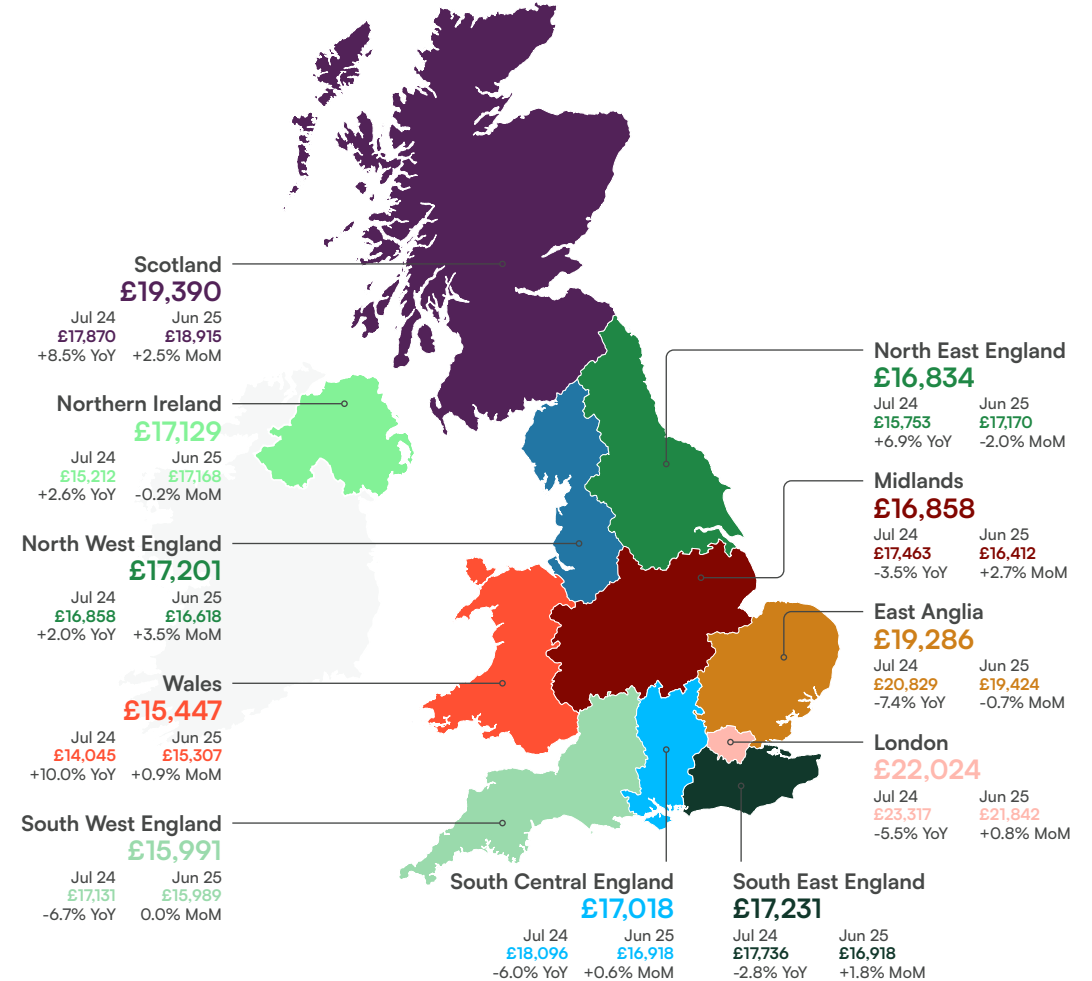 Scotland
£19,390
Jul 24 Jun 25
£17,870 £18,915
+8.5% YoY +2.5% MoM
Northern Ireland
£17,129
Jul 24 Jun 25
£15,212 £17,168
+2.6% YoY -0.2% MoM
North West England
£17,201
Jul 24 Jun 25
£16,858 £16,618
+2.0% YoY +3.5% MoM
Wales
£15,447
Jul 24 Jun 25
£14,045 £15,307
+10.0% YoY +0.9% MoM
South West England
£15,991
Jul 24 Jun 25
£17,131 £15,989
-6.7% YoY 0.0% MoM
North East England
£16,834
Jul 24 Jun 25
£15,753 £17,170
+6.9% YoY -2.0% MoM
Midlands
£16,858
Jul 24 Jun 25
£17,463 £16,412
-3.5% YoY +2.7% MoM
East Anglia
£19,286
Jul 24 Jun 25
£20,829 £19,424
-7.4% YoY -0.7% MoM
London
£22,024
Jul 24 Jun 25
£23,317 £21,842
-5.5% YoY +0.8% MoM
South Central England
£17,018
Jul 24 Jun 25
£18,096 £16,918
-6.0% YoY +0.6% MoM
South East England
£17,231
Jul 24 Jun 25
£17,736 £16,918
-2.8% YoY +1.8% MoM